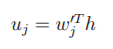 $u_j = w_j'^T h$